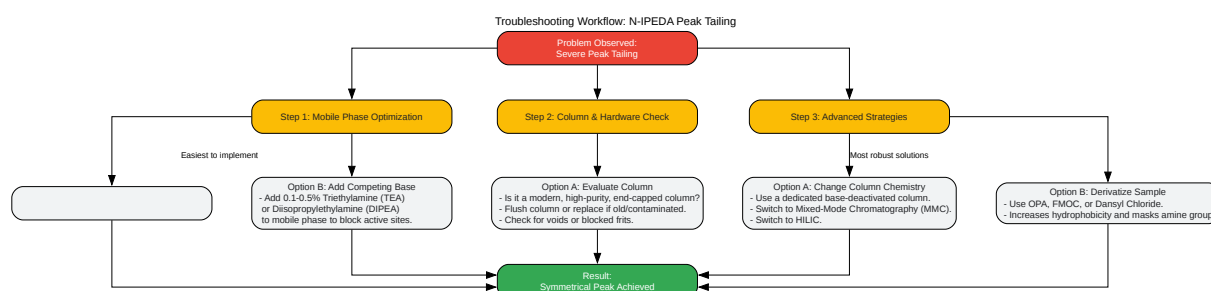 Troubleshooting Workflow: N-IPEDA Peak Tailing
Problem Observed:
Severe Peak Tailing
Step 1: Mobile Phase Optimization
Step 2: Column & Hardware Check
Step 3: Advanced Strategies
Easiest to implement
Most robust solutions
Option B: Add Competing Base
- Add 0.1-0.5% Triethylamine (TEA)
or Diisopropylethylamine (DIPEA)
to mobile phase to block active sites.
Option A: Evaluate Column
- Is it a modern, high-purity, end-capped column?
- Flush column or replace if old/contaminated.
- Check for voids or blocked frits.
Option A: Change Column Chemistry
- Use a dedicated base-deactivated column.
- Switch to Mixed-Mode Chromatography (MMC).
- Switch to HILIC.
Option B: Derivatize Sample
- Use OPA, FMOC, or Dansyl Chloride.
- Increases hydrophobicity and masks amine group
Result:
Symmetrical Peak Achieved